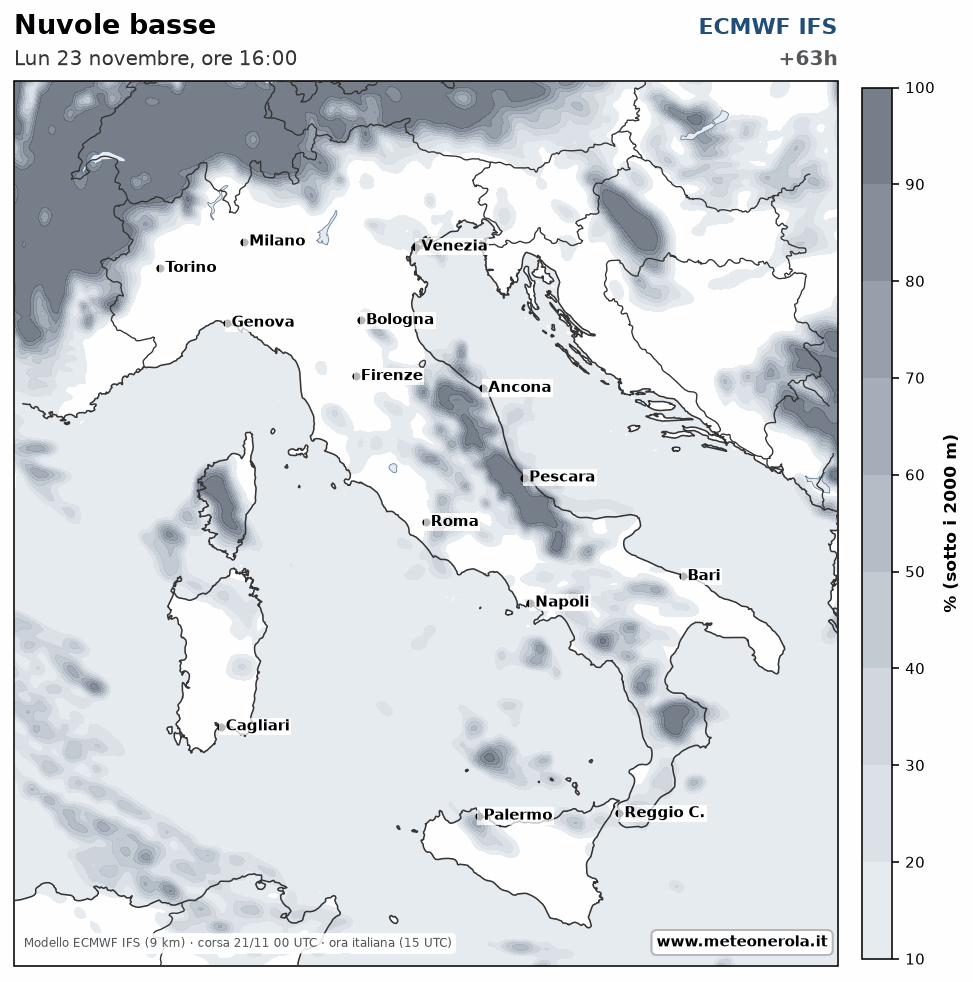 Nuvole basse
ECMWF IFS
Lun 23 novembre, ore 16:00
+63h
Milano
Venezia
Torino
Genova
Bologna
Firenze
Ancona
Pescara
Roma
Bari
Napoli
Cagliari
Palermo
Reggio C.
100
90
80
70
60
50
40
30
20
10
% (sotto i 2000 m)
Modello ECMWF IFS (9 km) · corsa 21/11 00 UTC · ora italiana (15 UTC)
www.meteonerola.it